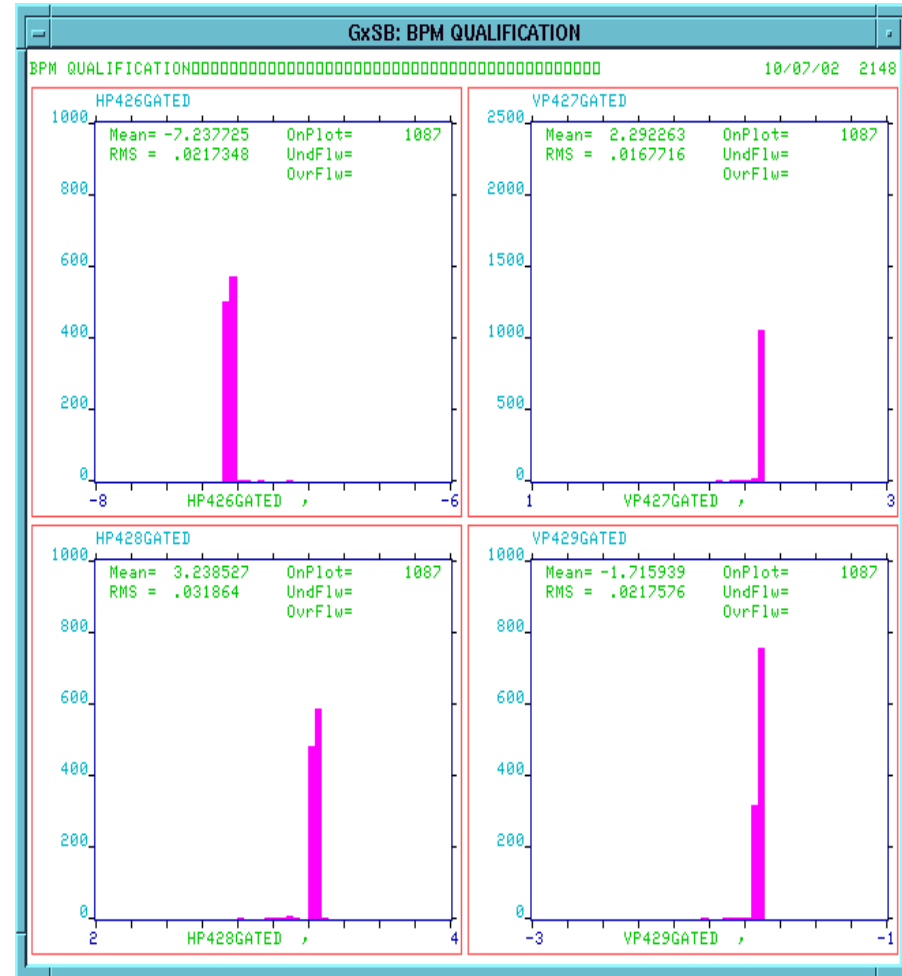 GxSB: BPM QUALIFICATION
BPM QUALIFICATION▯▯▯▯▯▯▯▯▯▯▯▯▯▯▯▯▯▯▯▯▯▯▯▯▯▯▯▯▯▯▯▯▯▯▯▯▯▯▯▯▯▯▯ 10/07/02 2148
HP426GATED
1000
Mean= -7.237725 OnPlot= 1087
RMS = .0217348 UndFlw=
OvrFlw=
800
600
400
200
0
-8 HP426GATED , -6
VP427GATED
2500
Mean= 2.292263 OnPlot= 1087
RMS = .0167716 UndFlw=
OvrFlw=
2000
1500
1000
500
0
1 VP427GATED , 3
HP428GATED
1000
Mean= 3.238527 OnPlot= 1087
RMS = .031864 UndFlw=
OvrFlw=
800
600
400
200
0
2 HP428GATED , 4
VP429GATED
1000
Mean= -1.715939 OnPlot= 1087
RMS = .0217576 UndFlw=
OvrFlw=
800
600
400
200
0
-3 VP429GATED , -1